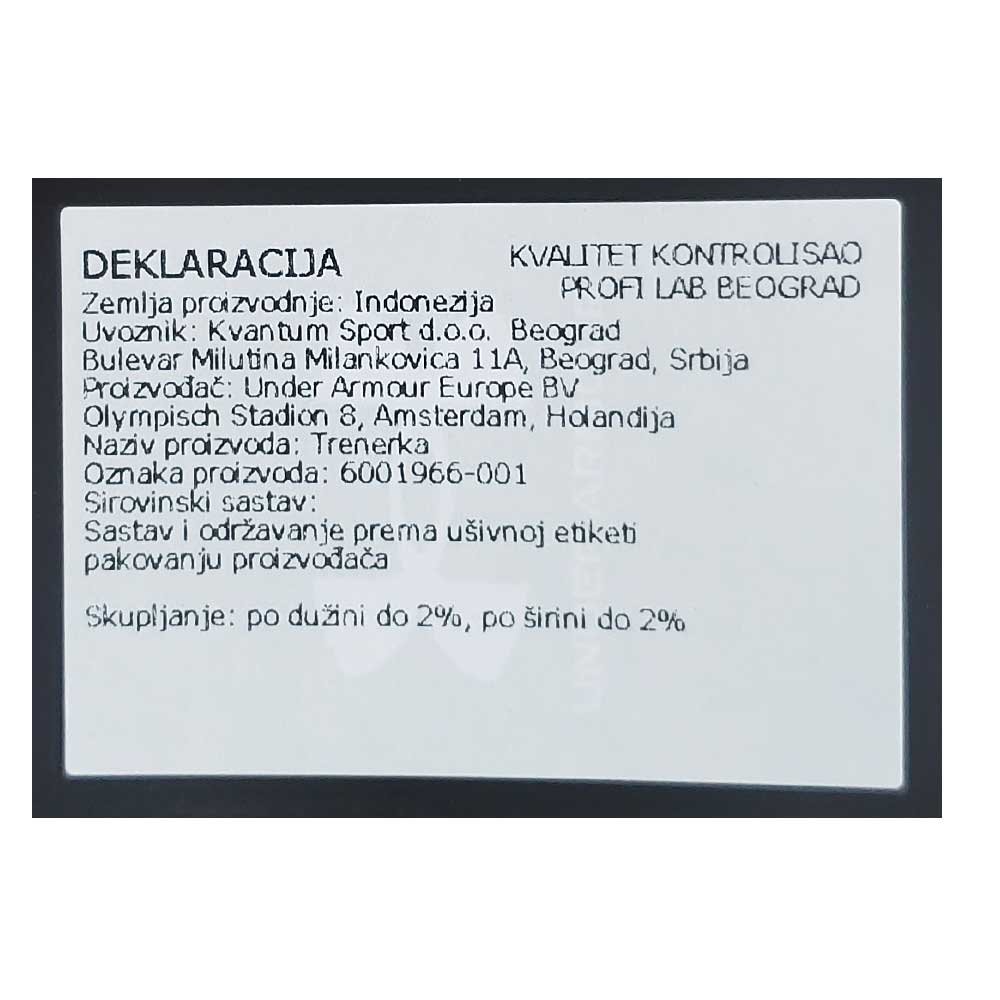 DEKLARACIJA
KVALITET KONTROLISAO
PROFI LAB BEOGRAD
Zemlja proizvodnje: Indonezija
Uvoznik: Kvantum Sport d.o.o. Beograd
Bulevar Milutina Milankovica 11A, Beograd, Srbija
Proizvođač: Under Armour Europe BV
Olympisch Stadion 8, Amsterdam, Holandija
Naziv proizvoda: Trenerka
Oznaka proizvoda: 6001966-001
Sirovinski sastav:
Sastav i održavanje prema ušivnoj etiketi
pakovanju proizvođača
Skupljanje: po dužini do 2%, po širini do 2%
UNDER ARMOUR